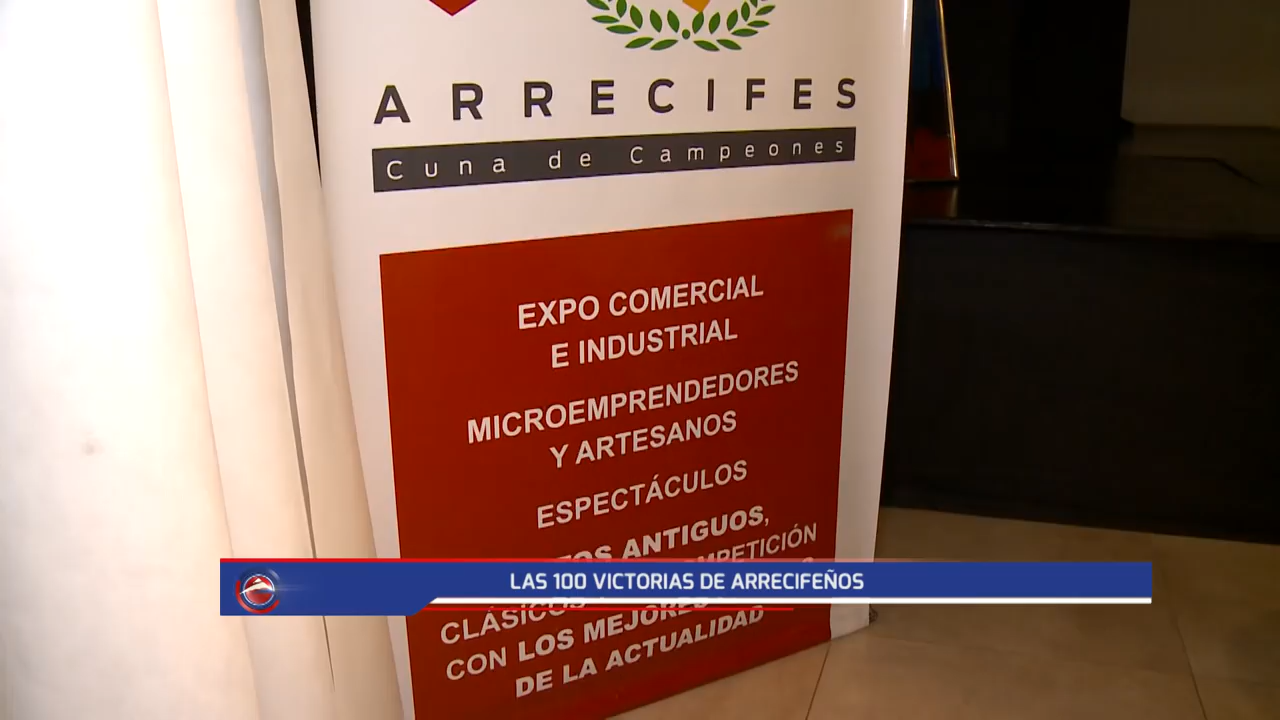 ARRECIFES
Cuna de Campeones
EXPO COMERCIAL
E INDUSTRIAL
MICROEMPRENDEDORES
Y ARTESANOS
ESPECTÁCULOS
ANTIGUOS,
LAS 100 VICTORIAS DE ARRECIFEÑOS
CON LOS MEJORES
DE LA ACTUALIDAD